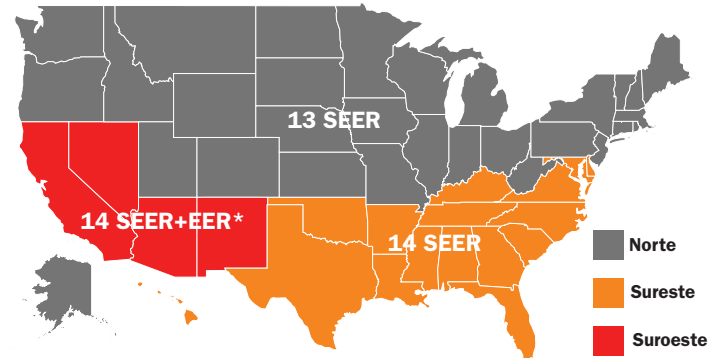 13 SEER
14 SEER+EER*
14 SEER
Norte
Sureste
Suroeste